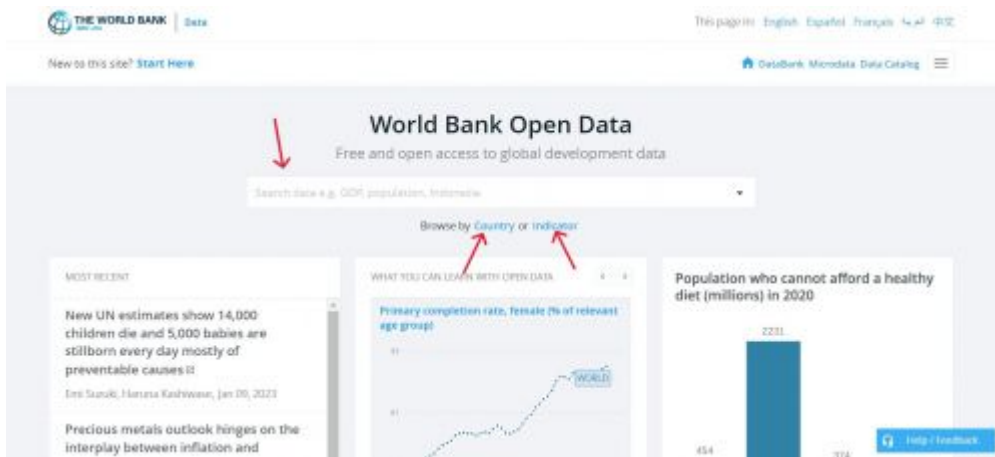 THE WORLD BANK Data
This page in: English Español Français العربية 中文
New to this site? Start Here
DataBank Microdata Data Catalog
World Bank Open Data
Free and open access to global development data
Search data e.g. GDP, population, Indonesia
Browse by Country or Indicator
MOST RECENT
New UN estimates show 14,000
children die and 5,000 babies are
stillborn every day mostly of
preventable causes
Emi Suzuki, Haruna Kashiwase, Jan 09, 2023
Precious metals outlook hinges on the
interplay between inflation and
WHAT YOU CAN LEARN WITH OPEN DATA
Primary completion rate, female (% of relevant
age group)
WORLD
Population who cannot afford a healthy
diet (millions) in 2020
2231
454
374
Help / Feedback